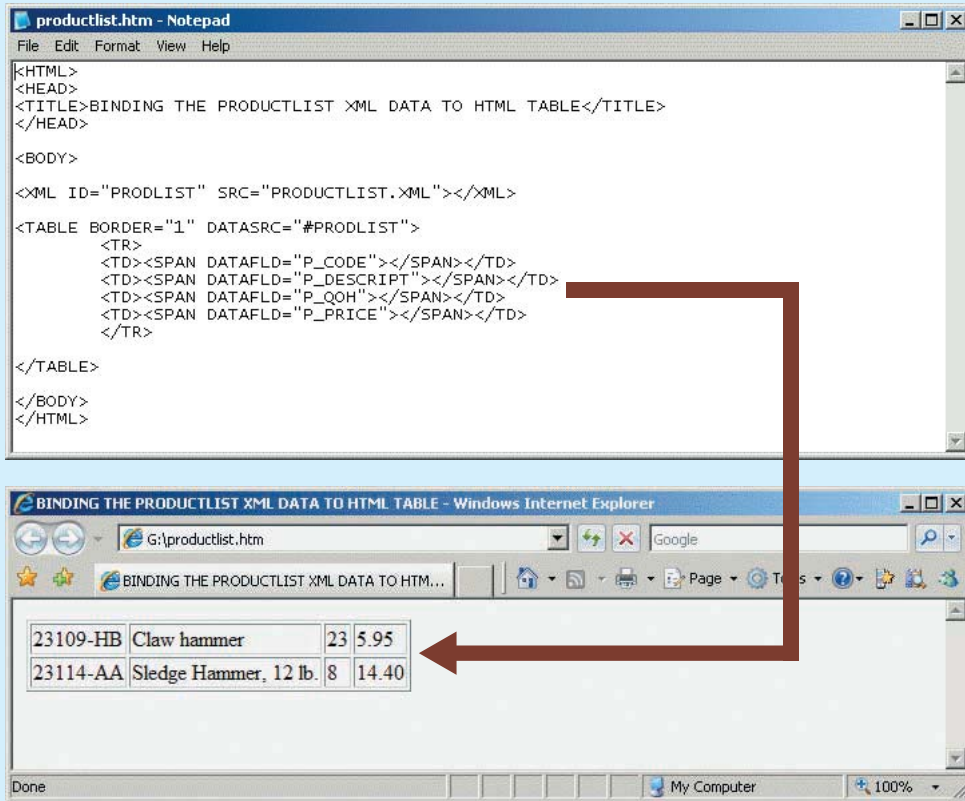 productlist.htm - Notepad
File Edit Format View Help
<HTML>
<HEAD>
<TITLE>BINDING THE PRODUCTLIST XML DATA TO HTML TABLE</TITLE>
</HEAD>
<BODY>
<XML ID="PRODLIST" SRC="PRODUCTLIST.XML"></XML>
<TABLE BORDER="1" DATASRC="#PRODLIST">
<TR>
<TD><SPAN DATAFLD="P_CODE"></SPAN></TD>
<TD><SPAN DATAFLD="P_DESCRIPT"></SPAN></TD>
<TD><SPAN DATAFLD="P_QOH"></SPAN></TD>
<TD><SPAN DATAFLD="P_PRICE"></SPAN></TD>
</TR>
</TABLE>
</BODY>
</HTML>
BINDING THE PRODUCTLIST XML DATA TO HTML TABLE - Windows Internet Explorer
G:\productlist.htm Google
BINDING THE PRODUCTLIST XML DATA TO HTM... Page
23109-HB Claw hammer 23 5.95
23114-AA Sledge Hammer, 12 lb. 8 14.40
Done My Computer 100%